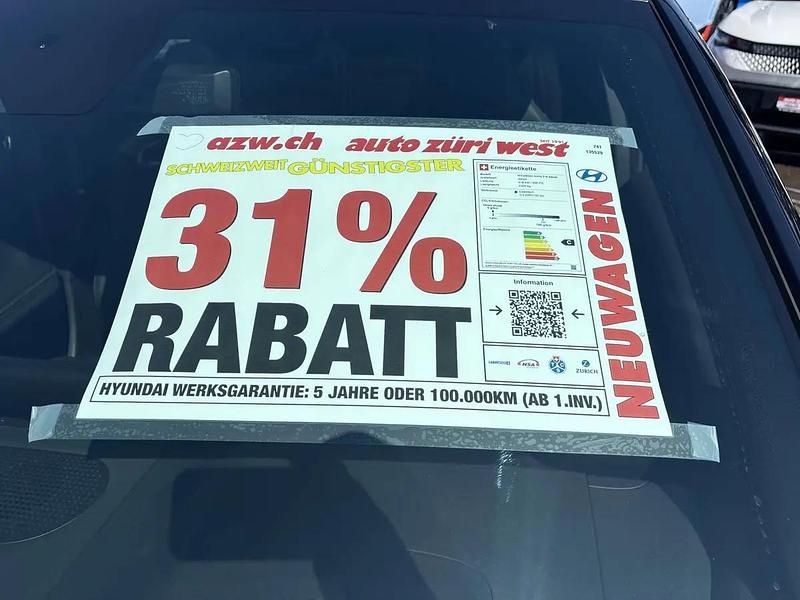 azw.ch auto züri west
741
135529
SCHWEIZWEIT GÜNSTIGSTER
31%
RABATT
HYUNDAI WERKSGARANTIE: 5 JAHRE ODER 100.000KM (AB 1.INV.)
Energieetikette
Information
ZURICH
NEUWAGEN